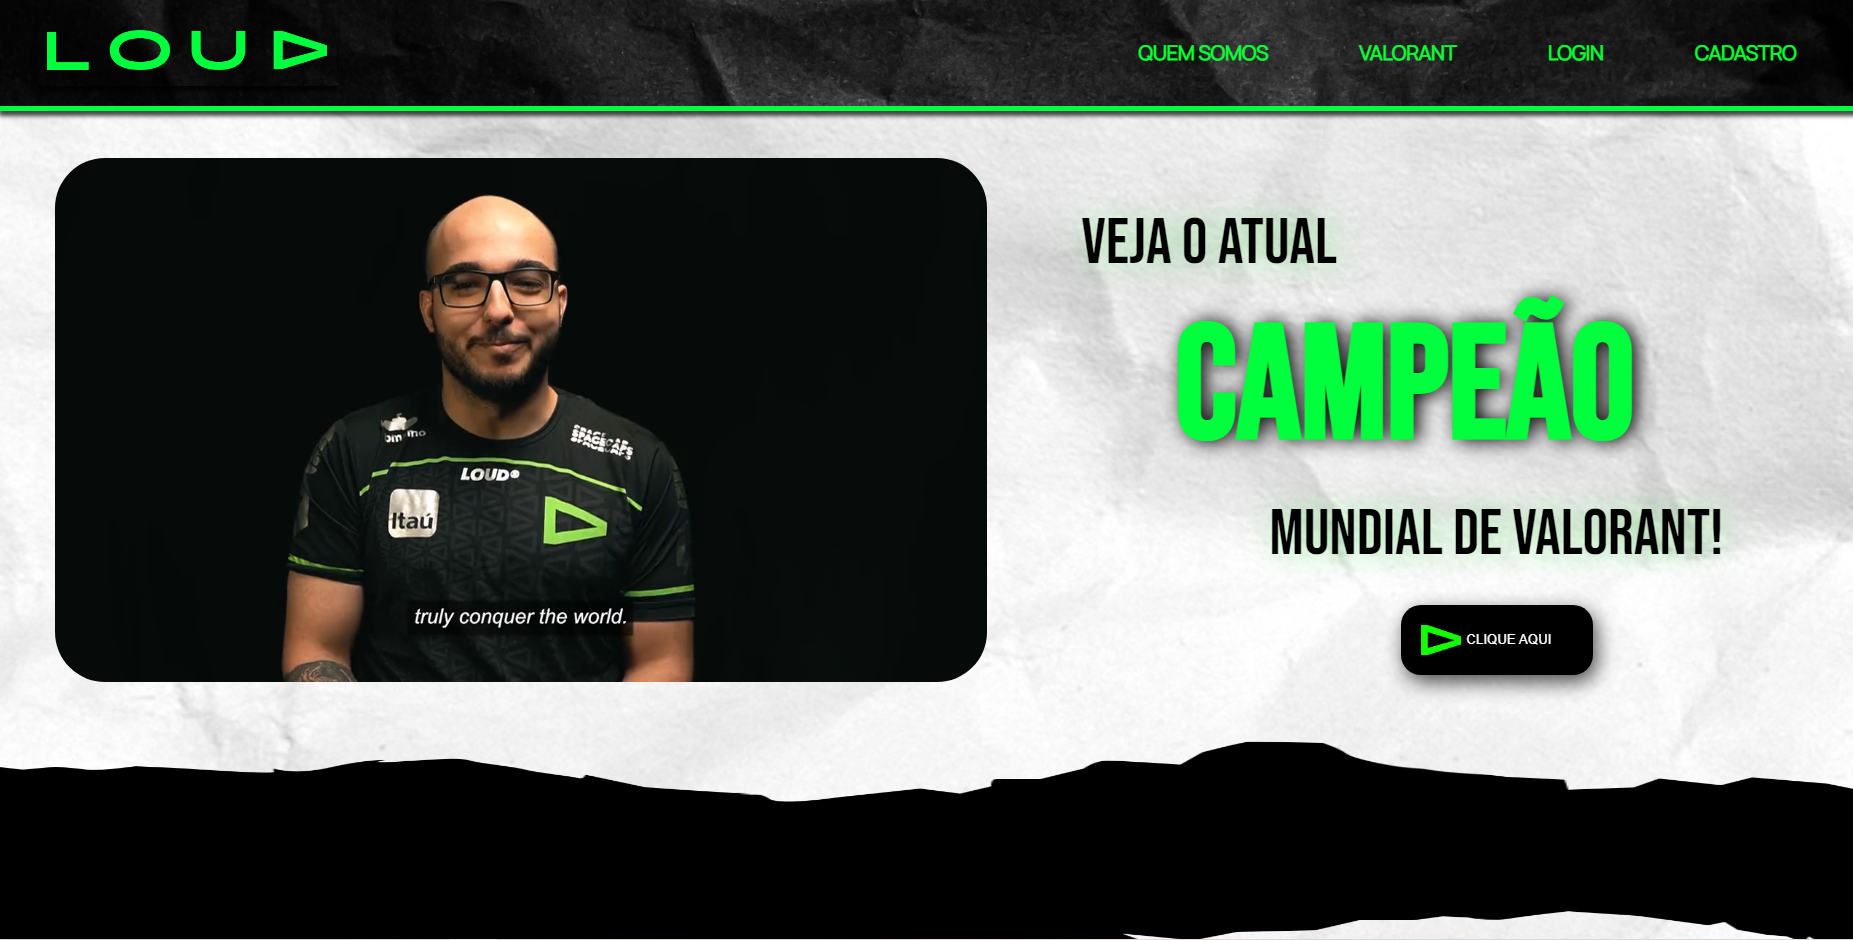 LOUD
QUEM SOMOS
VALORANT
LOGIN
CADASTRO
VEJA O ATUAL
CAMPEÃO
MUNDIAL DE VALORANT!
CLIQUE AQUI
SPACECAPS
LOUD®
Itaú
truly conquer the world.